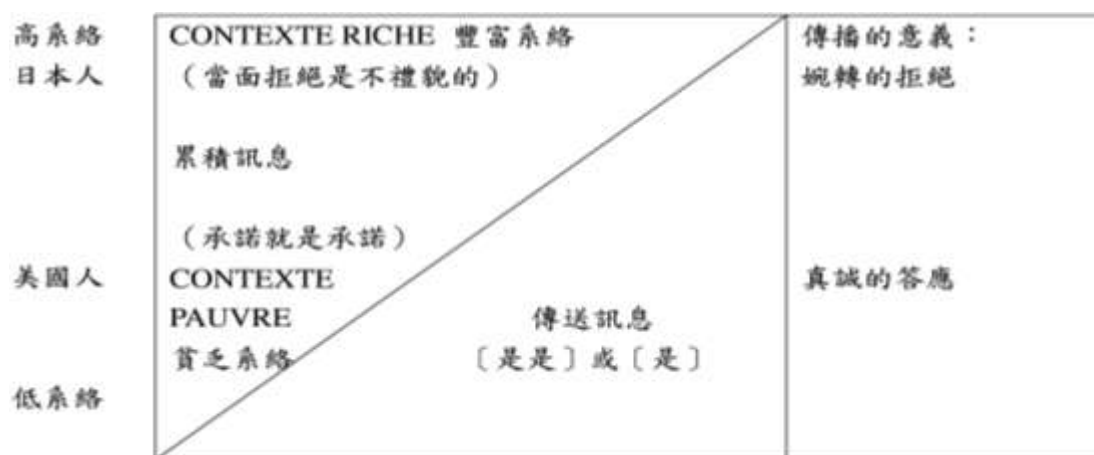 高系絡 CONTEXTE RICHE 豐富系絡 傳播的意義：
日本人 （當面拒絕是不禮貌的） 婉轉的拒絕
累積訊息
（承諾就是承諾）
美國人 CONTEXTE 真誠的答應
PAUVRE 傳送訊息
貧乏系絡 〔是是〕或〔是〕
低系絡